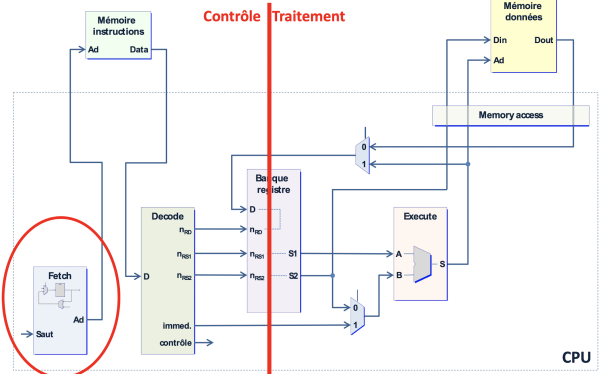 Contrôle Traitement
Mémoire
instructions
Ad Data
Mémoire
données
Din Dout
Ad
Memory access
0
1
Banque
registre
D
nRD
nRS1 S1
nRS2 S2
Decode
nRD
nRS1
D nRS2
immed.
contrôle
Execute
A
S
B
0
1
Fetch
Ad
Saut
CPU